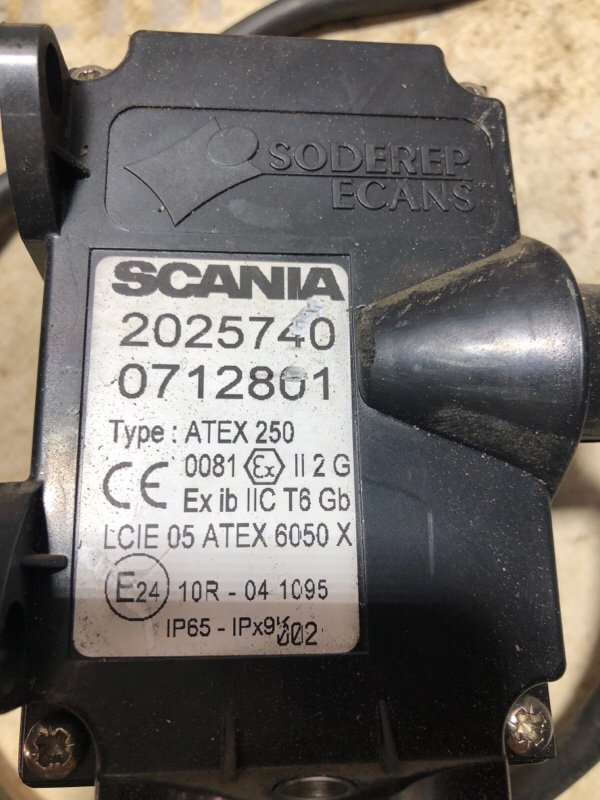 SODEREP
ECANS
SCANIA
2025740
0712801
Type : ATEX 250
CE 0081 Ex II 2 G
Ex ib IIC T6 Gb
LCIE 05 ATEX 6050 X
E24 10R - 04 1095
IP65 - IPx9K
002